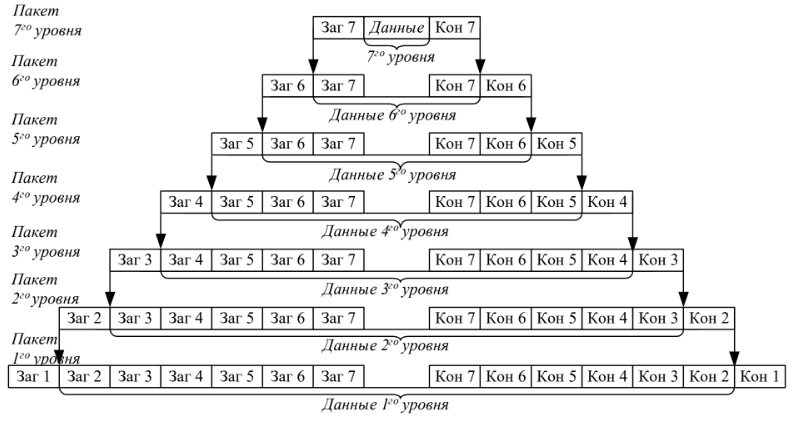 Пакет
7го уровня
Заг 7 Данные Кон 7
7го уровня
Пакет
6го уровня
Заг 6 Заг 7 Кон 7 Кон 6
Данные 6го уровня
Пакет
5го уровня
Заг 5 Заг 6 Заг 7 Кон 7 Кон 6 Кон 5
Данные 5го уровня
Пакет
4го уровня
Заг 4 Заг 5 Заг 6 Заг 7 Кон 7 Кон 6 Кон 5 Кон 4
Данные 4го уровня
Пакет
3го уровня
Заг 3 Заг 4 Заг 5 Заг 6 Заг 7 Кон 7 Кон 6 Кон 5 Кон 4 Кон 3
Данные 3го уровня
Пакет
2го уровня
Заг 2 Заг 3 Заг 4 Заг 5 Заг 6 Заг 7 Кон 7 Кон 6 Кон 5 Кон 4 Кон 3 Кон 2
Данные 2го уровня
Пакет
1го уровня
Заг 1 Заг 2 Заг 3 Заг 4 Заг 5 Заг 6 Заг 7 Кон 7 Кон 6 Кон 5 Кон 4 Кон 3 Кон 2 Кон 1
Данные 1го уровня